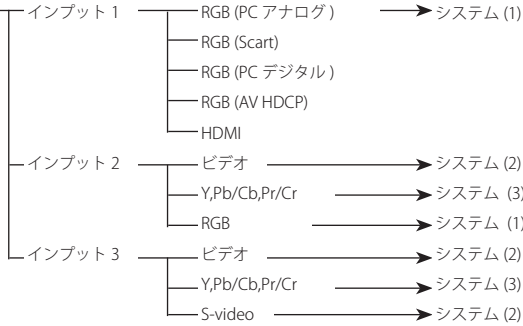 インプット 1 RGB (PC アナログ ) システム (1)
RGB (Scart)
RGB (PC デジタル )
RGB (AV HDCP)
HDMI
インプット 2 ビデオ システム (2)
Y,Pb/Cb,Pr/Cr システム (3)
RGB システム (1)
インプット 3 ビデオ システム (2)
Y,Pb/Cb,Pr/Cr システム (3)
S-video システム (2)